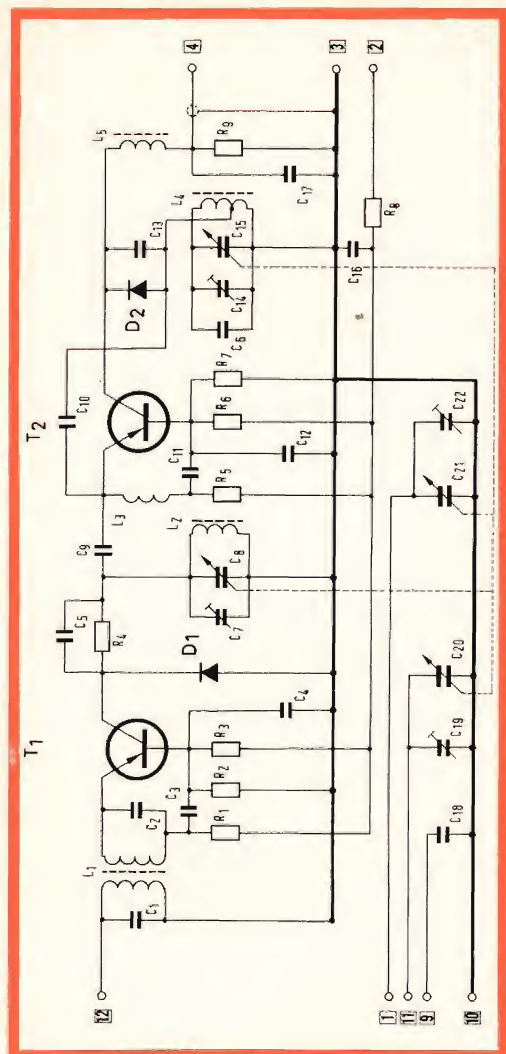 T1 T2
C5 C9 C10 L5
12 L1 C1 C2 R4 D1 L3 D2 C13 4
C3 R1 R2 R3 C4 C7 C8 L2 C11 R5 R6 R7 C12 C6 C14 C15 L4 C17 R9
3
C16 R8 2
1
11
9 C18 C19 C20 C21 C22
10